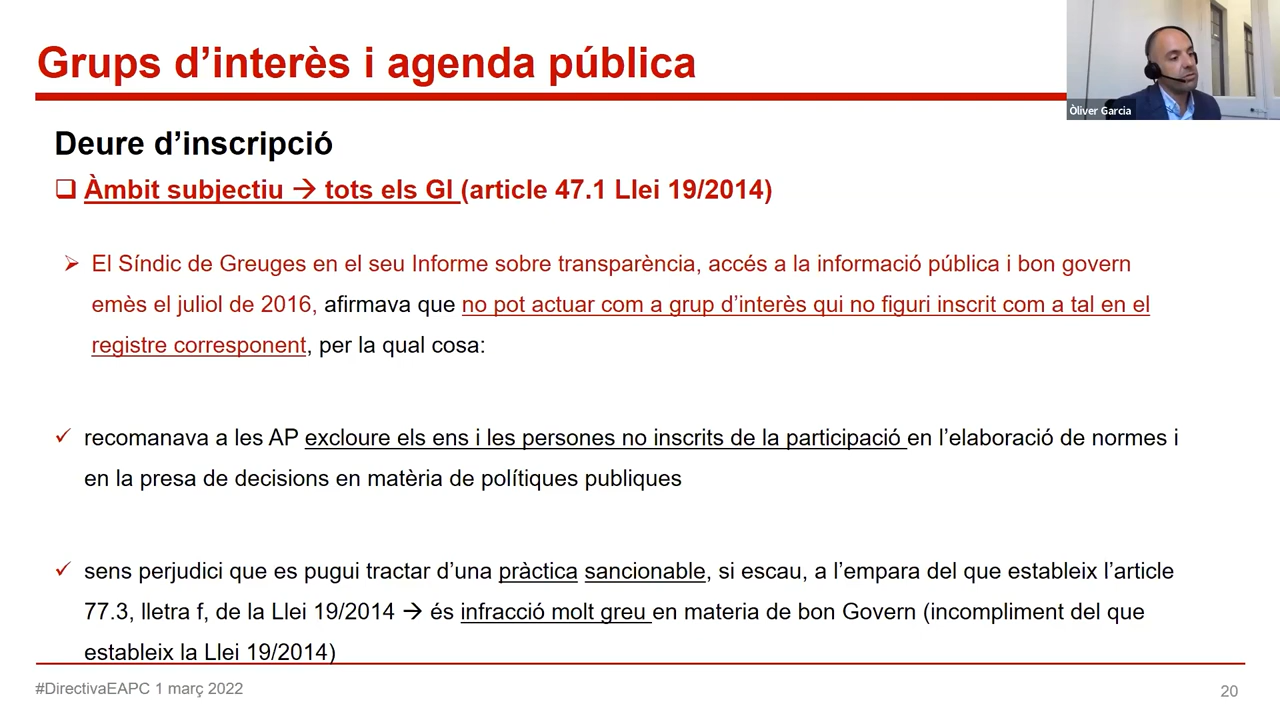 Grups d’interès i agenda pública
Òliver Garcia
Deure d’inscripció
❑ Àmbit subjectiu → tots els GI (article 47.1 Llei 19/2014)
➢ El Síndic de Greuges en el seu Informe sobre transparència, accés a la informació pública i bon govern
emès el juliol de 2016, afirmava que no pot actuar com a grup d’interès qui no figuri inscrit com a tal en el
registre corresponent, per la qual cosa:
✓ recomanava a les AP excloure els ens i les persones no inscrits de la participació en l’elaboració de normes i
en la presa de decisions en matèria de polítiques publiques
✓ sens perjudici que es pugui tractar d’una pràctica sancionable, si escau, a l’empara del que estableix l’article
77.3, lletra f, de la Llei 19/2014 → és infracció molt greu en materia de bon Govern (incompliment del que
estableix la Llei 19/2014)
#DirectivaEAPC 1 març 2022
20